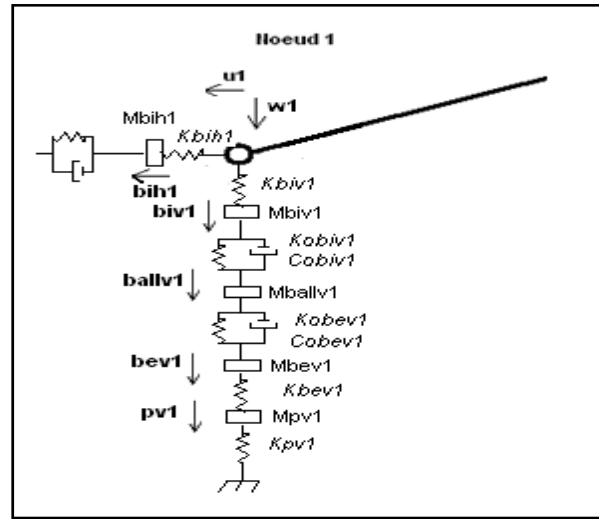 Noeud 1
u1
w1
Mbih1
Kbih1
bih1
Kbiv1
biv1
Mbiv1
Kobiv1
Cobiv1
ballv1
Mballv1
Kobev1
Cobev1
bev1
Mbev1
Kbev1
pv1
Mpv1
Kpv1